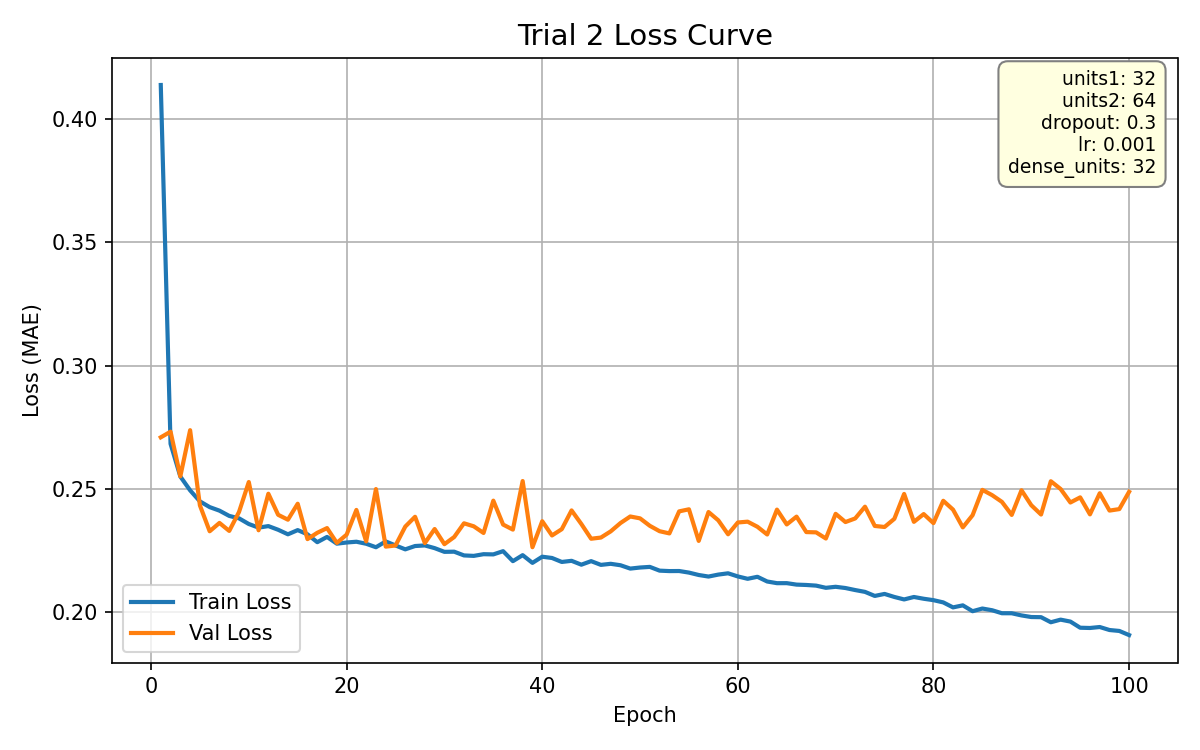 Trial 2 Loss Curve
units1: 32
units2: 64
dropout: 0.3
lr: 0.001
dense_units: 32
Loss (MAE)
0.40
0.35
0.30
0.25
0.20
Train Loss
Val Loss
0 20 40 60 80 100
Epoch